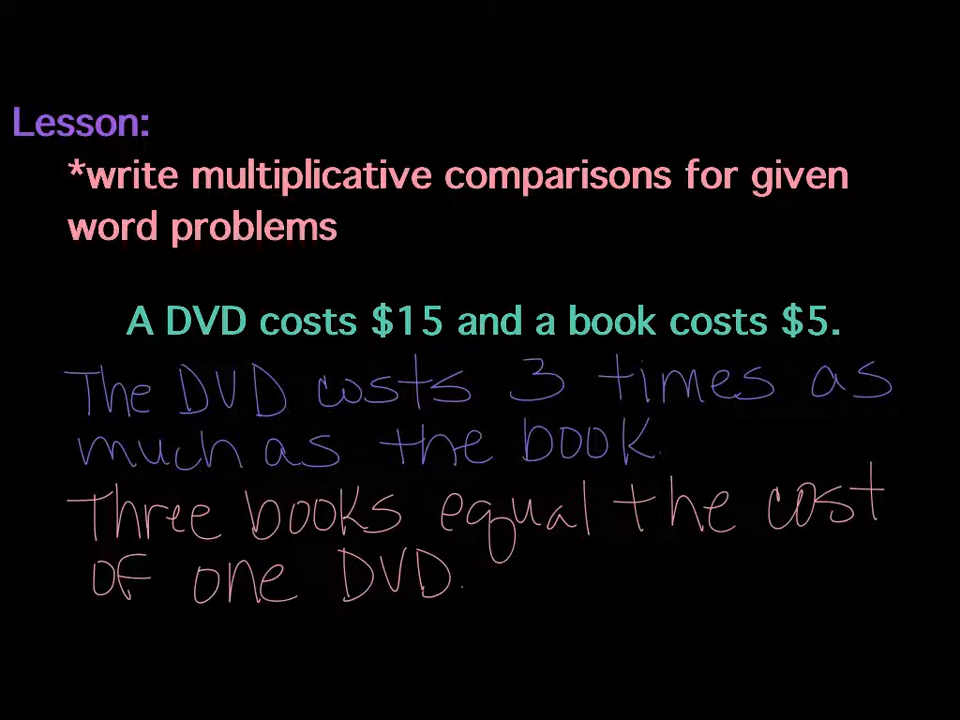 Lesson:
*write multiplicative comparisons for given
word problems
A DVD costs $15 and a book costs $5.
The DVD costs 3 times as
much as the book.
Three books equal the cost
of one DVD.